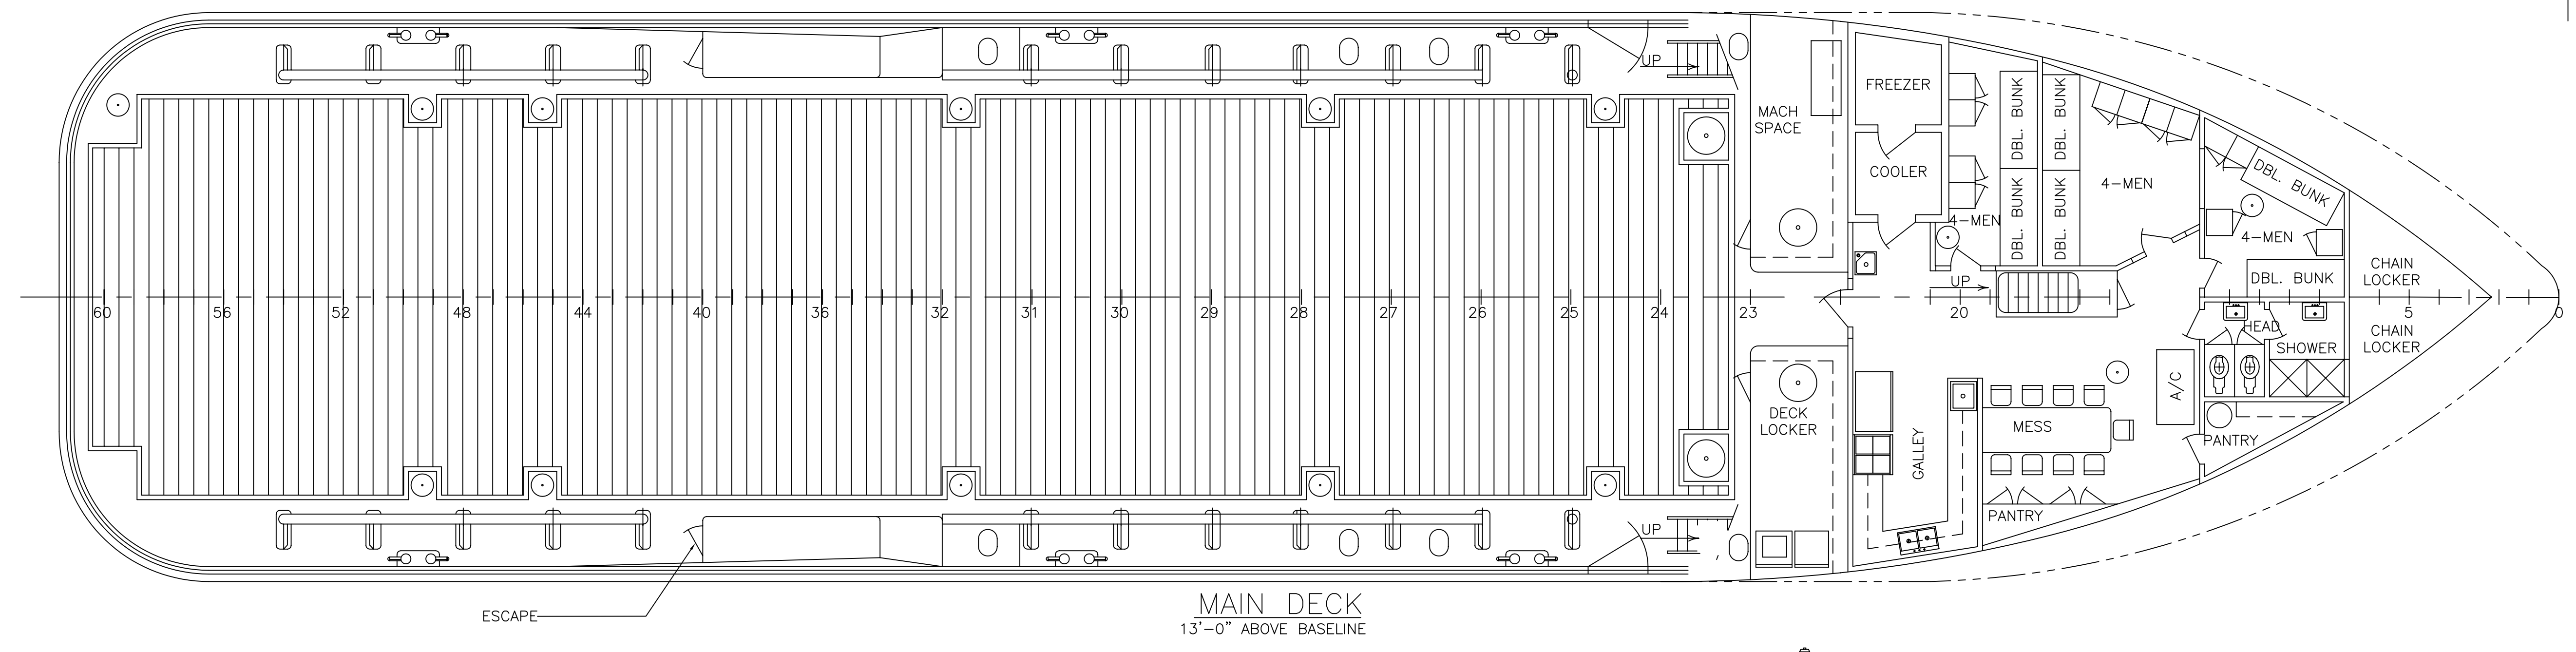 UP
FREEZER
MACH
SPACE
COOLER
DBL. BUNK
DBL. BUNK
DBL. BUNK
DBL. BUNK
4-MEN
4-MEN
DBL. BUNK
4-MEN
DBL. BUNK
CHAIN
LOCKER
UP
60
56
52
48
44
40
36
32
31
30
29
28
27
26
25
24
23
20
5
0
HEAD
SHOWER
CHAIN
LOCKER
A/C
DECK
LOCKER
GALLEY
MESS
PANTRY
PANTRY
UP
ESCAPE
MAIN DECK
13'-0" ABOVE BASELINE